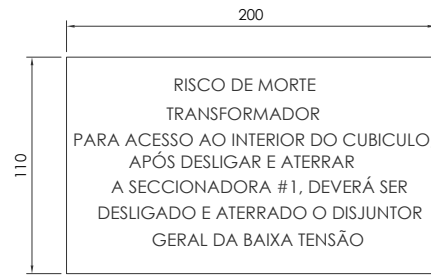 200
110
RISCO DE MORTE
TRANSFORMADOR
PARA ACESSO AO INTERIOR DO CUBICULO
APÓS DESLIGAR E ATERRAR
A SECCIONADORA #1, DEVERÁ SER
DESLIGADO E ATERRADO O DISJUNTOR
GERAL DA BAIXA TENSÃO